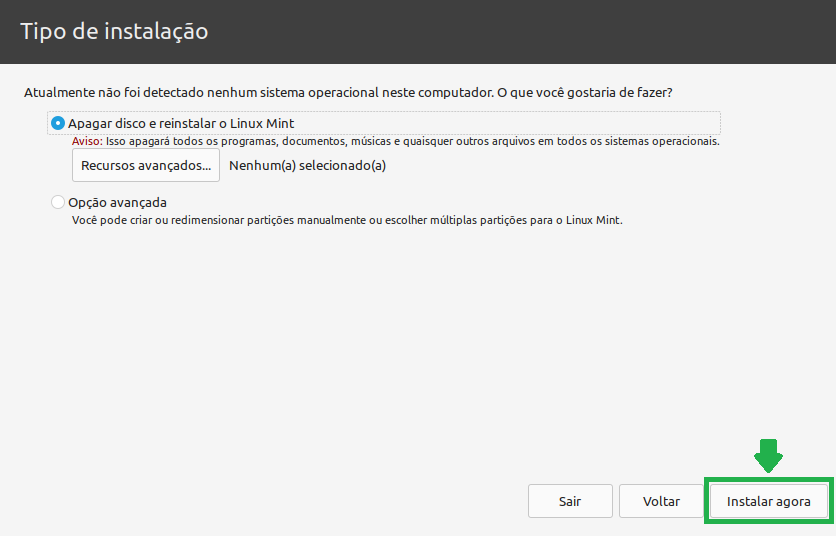 Tipo de instalação
Atualmente não foi detectado nenhum sistema operacional neste computador. O que você gostaria de fazer?
Apagar disco e reinstalar o Linux Mint
Aviso: Isso apagará todos os programas, documentos, músicas e quaisquer outros arquivos em todos os sistemas operacionais.
Recursos avançados... Nenhum(a) selecionado(a)
Opção avançada
Você pode criar ou redimensionar partições manualmente ou escolher múltiplas partições para o Linux Mint.
Sair Voltar Instalar agora